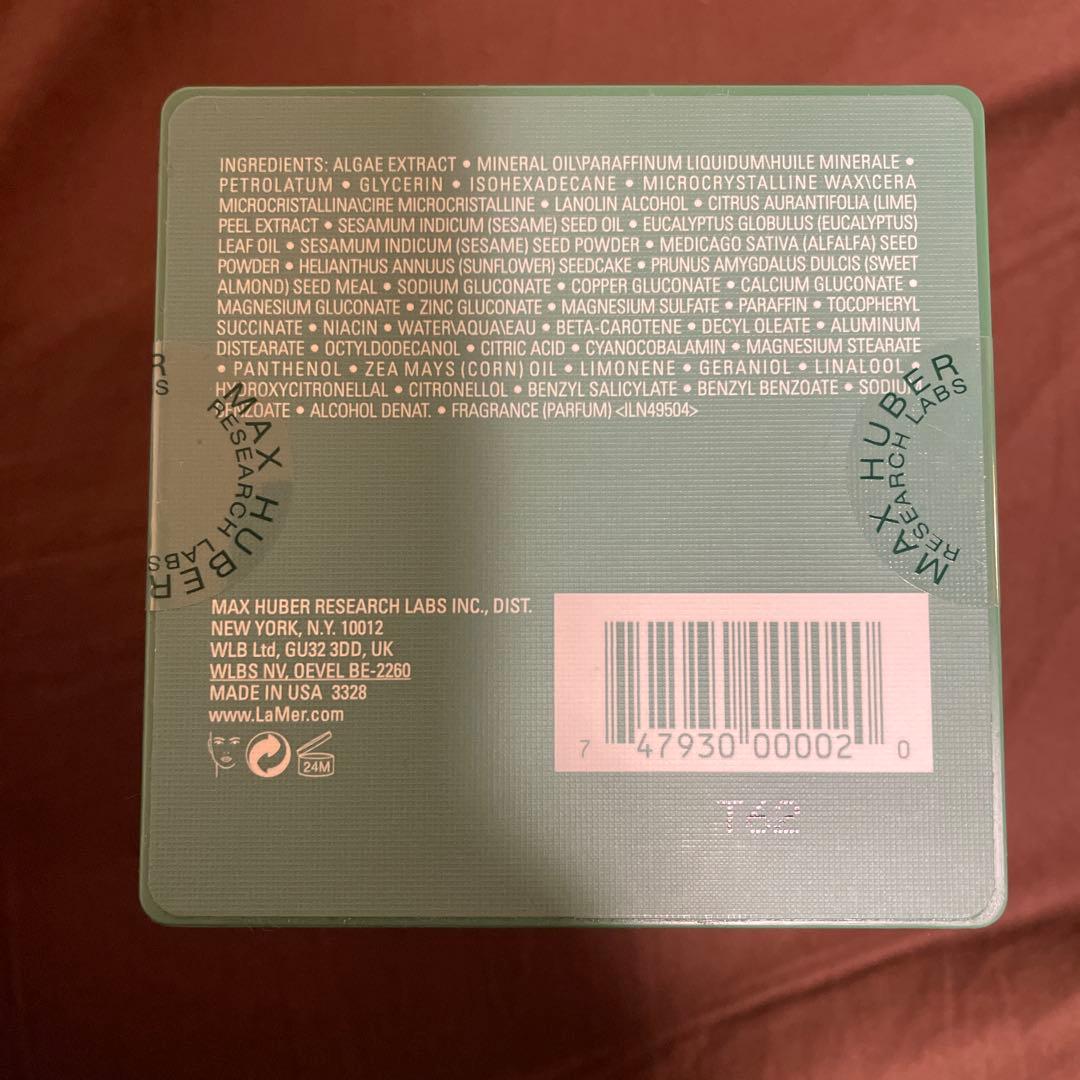 INGREDIENTS: ALGAE EXTRACT • MINERAL OIL\PARAFFINUM LIQUIDUM\HUILE MINERALE •
PETROLATUM • GLYCERIN • ISOHEXADECANE • MICROCRYSTALLINE WAX\CERA
MICROCRISTALLINA\CIRE MICROCRISTALLINE • LANOLIN ALCOHOL • CITRUS AURANTIFOLIA (LIME)
PEEL EXTRACT • SESAMUM INDICUM (SESAME) SEED OIL • EUCALYPTUS GLOBULUS (EUCALYPTUS)
LEAF OIL • SESAMUM INDICUM (SESAME) SEED POWDER • MEDICAGO SATIVA (ALFALFA) SEED
POWDER • HELIANTHUS ANNUUS (SUNFLOWER) SEEDCAKE • PRUNUS AMYGDALUS DULCIS (SWEET
ALMOND) SEED MEAL • SODIUM GLUCONATE • COPPER GLUCONATE • CALCIUM GLUCONATE •
MAGNESIUM GLUCONATE • ZINC GLUCONATE • MAGNESIUM SULFATE • PARAFFIN • TOCOPHERYL
SUCCINATE • NIACIN • WATER\AQUA\EAU • BETA-CAROTENE • DECYL OLEATE • ALUMINUM
DISTEARATE • OCTYLDODECANOL • CITRIC ACID • CYANOCOBALAMIN • MAGNESIUM STEARATE
• PANTHENOL • ZEA MAYS (CORN) OIL • LIMONENE • GERANIOL • LINALOOL •
HYDROXYCITRONELLAL • CITRONELLOL • BENZYL SALICYLATE • BENZYL BENZOATE • SODIUM
BENZOATE • ALCOHOL DENAT. • FRAGRANCE (PARFUM) <ILN49504>
MAX HUBER
RESEARCH LABS
MAX HUBER
RESEARCH LABS
MAX HUBER RESEARCH LABS INC., DIST.
NEW YORK, N.Y. 10012
WLB Ltd, GU32 3DD, UK
WLBS NV, OEVEL BE-2260
MADE IN USA 3328
www.LaMer.com
24M
7 47930 00002 0
T62